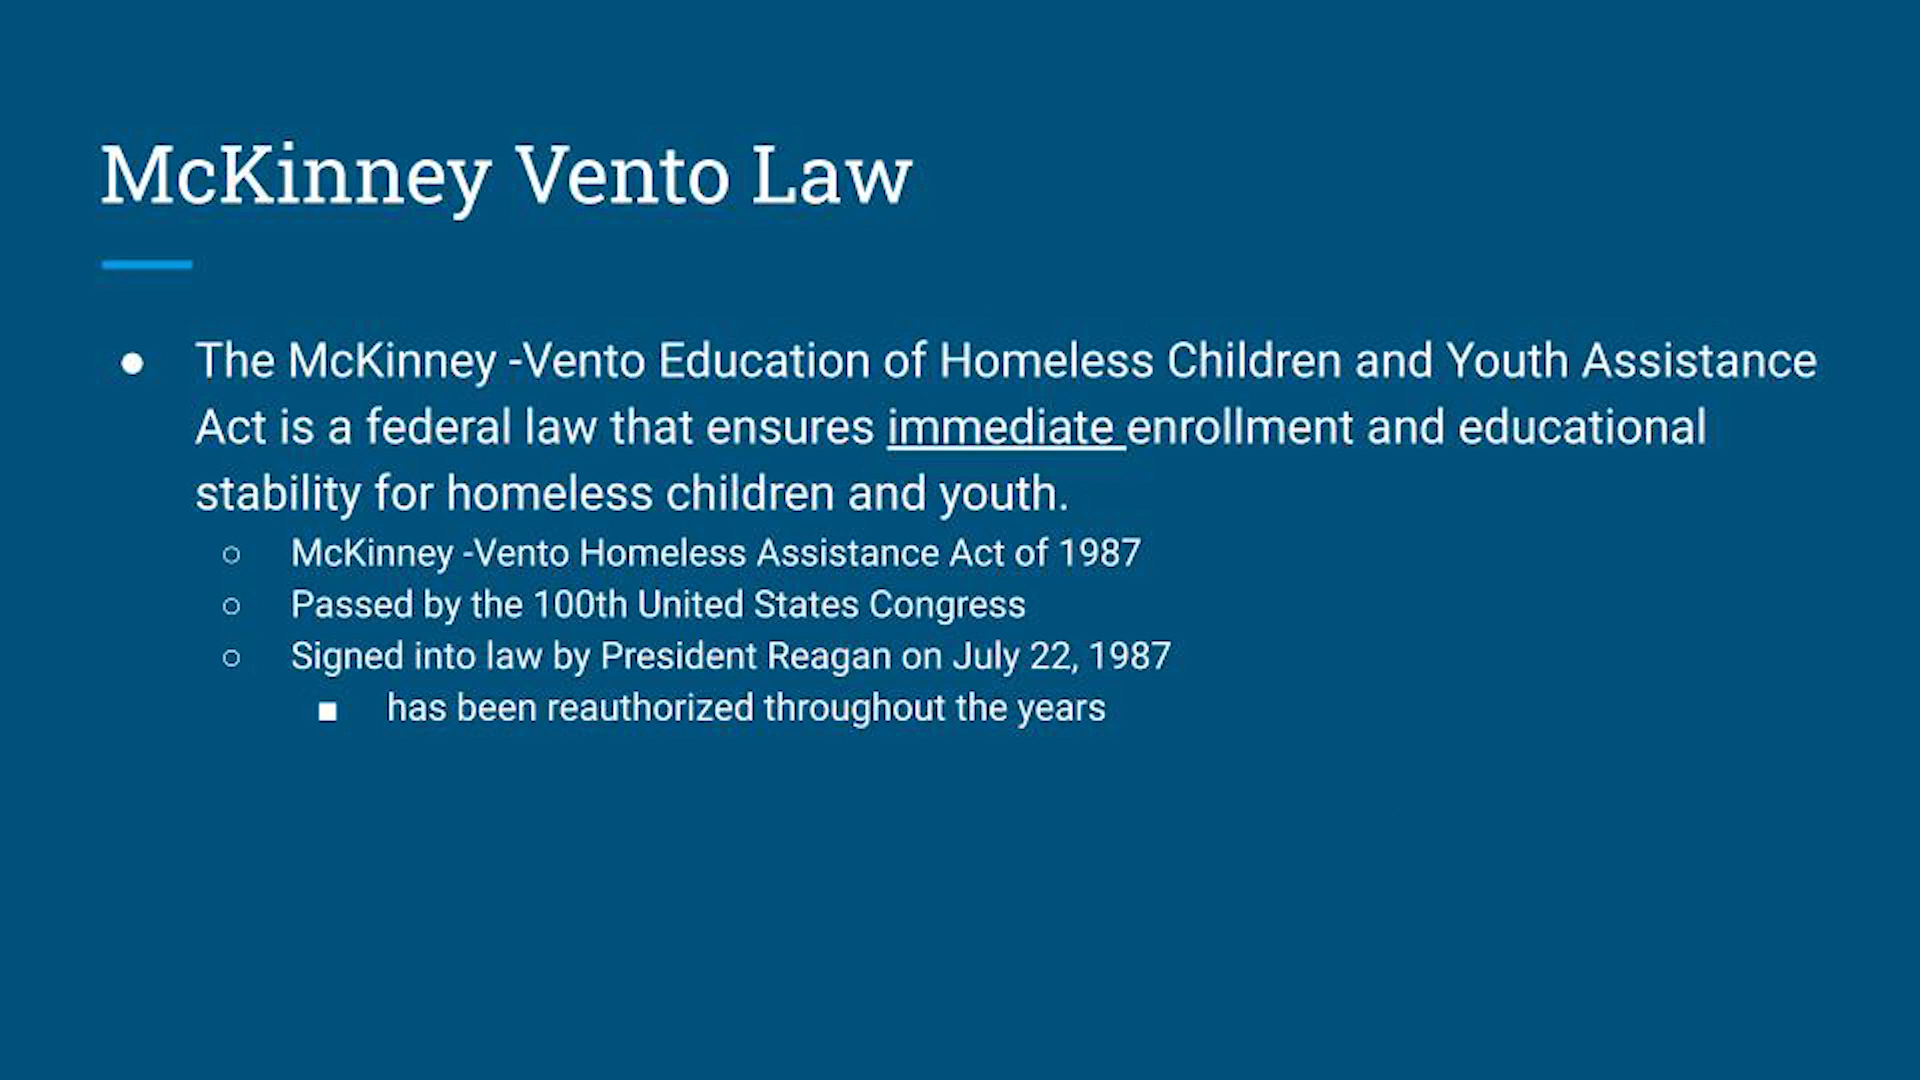 McKinney Vento Law
● The McKinney -Vento Education of Homeless Children and Youth Assistance
Act is a federal law that ensures immediate enrollment and educational
stability for homeless children and youth.
○ McKinney -Vento Homeless Assistance Act of 1987
○ Passed by the 100th United States Congress
○ Signed into law by President Reagan on July 22, 1987
■ has been reauthorized throughout the years